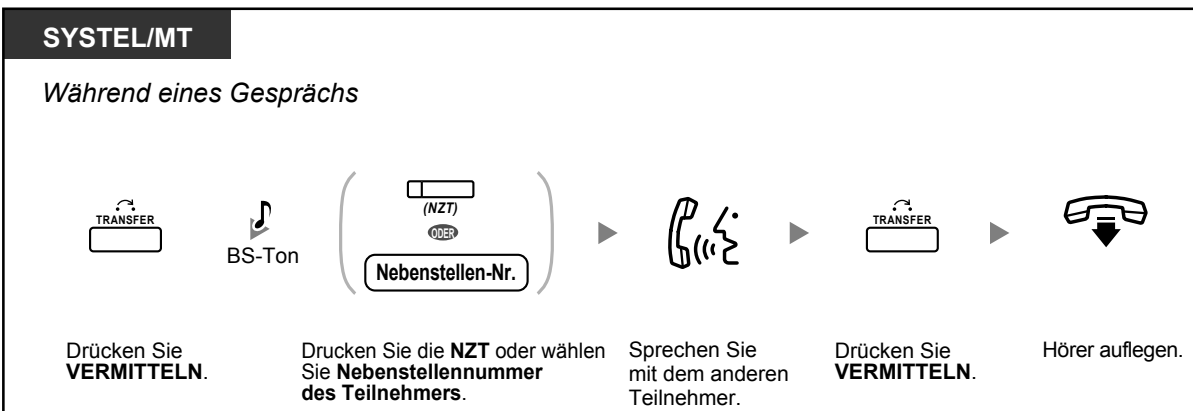 SYSTEL/MT
Während eines Gesprächs
TRANSFER
BS-Ton
(NZT)
ODER
Nebenstellen-Nr.
TRANSFER
Drücken Sie
VERMITTELN.
Drucken Sie die NZT oder wählen
Sie Nebenstellennummer
des Teilnehmers.
Sprechen Sie
mit dem anderen
Teilnehmer.
Drücken Sie
VERMITTELN.
Hörer auflegen.